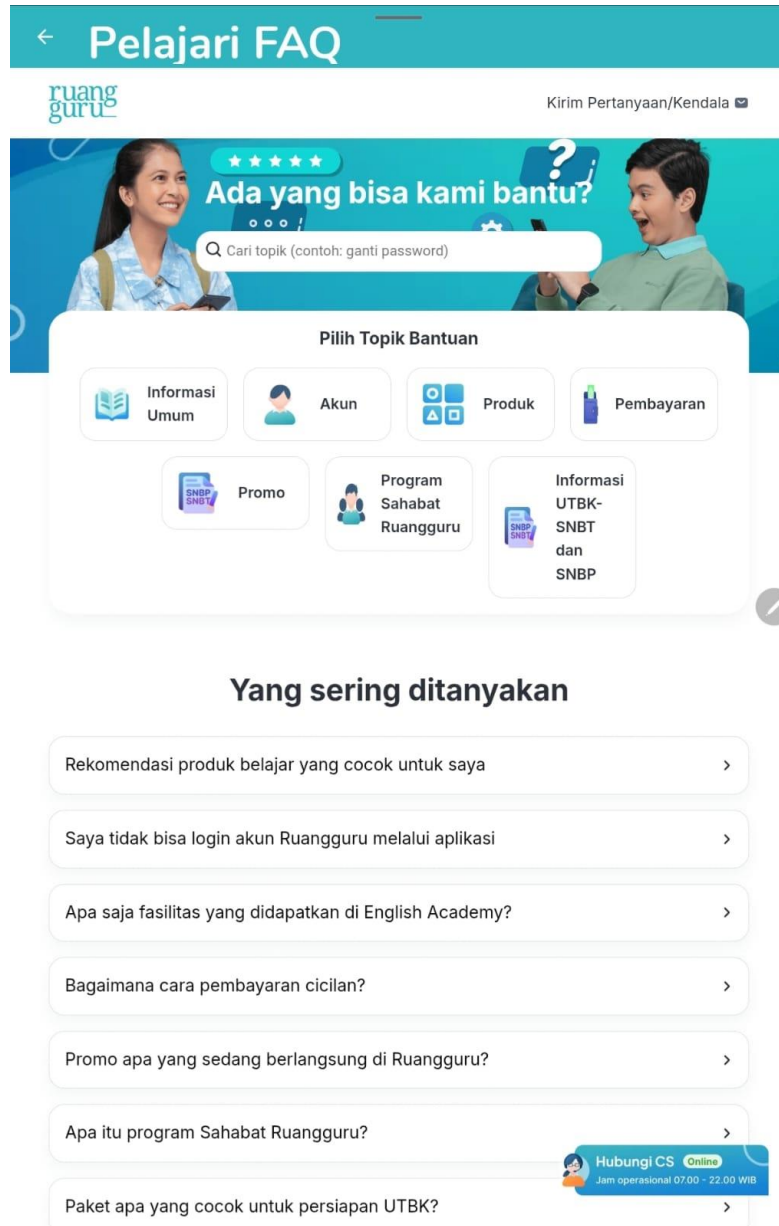 Pelajari FAQ
ruang
guru
Kirim Pertanyaan/Kendala
Ada yang bisa kami bantu?
Cari topik (contoh: ganti password)
Pilih Topik Bantuan
Informasi
Umum
Akun
Produk
Pembayaran
SNBP
SNBT
Promo
Program
Sahabat
Ruangguru
SNBP
SNBT
Informasi
UTBK-
SNBT
dan
SNBP
Yang sering ditanyakan
Rekomendasi produk belajar yang cocok untuk saya
Saya tidak bisa login akun Ruangguru melalui aplikasi
Apa saja fasilitas yang didapatkan di English Academy?
Bagaimana cara pembayaran cicilan?
Promo apa yang sedang berlangsung di Ruangguru?
Apa itu program Sahabat Ruangguru?
Hubungi CS Online
Jam operasional 07.00 - 22.00 WIB
Paket apa yang cocok untuk persiapan UTBK?